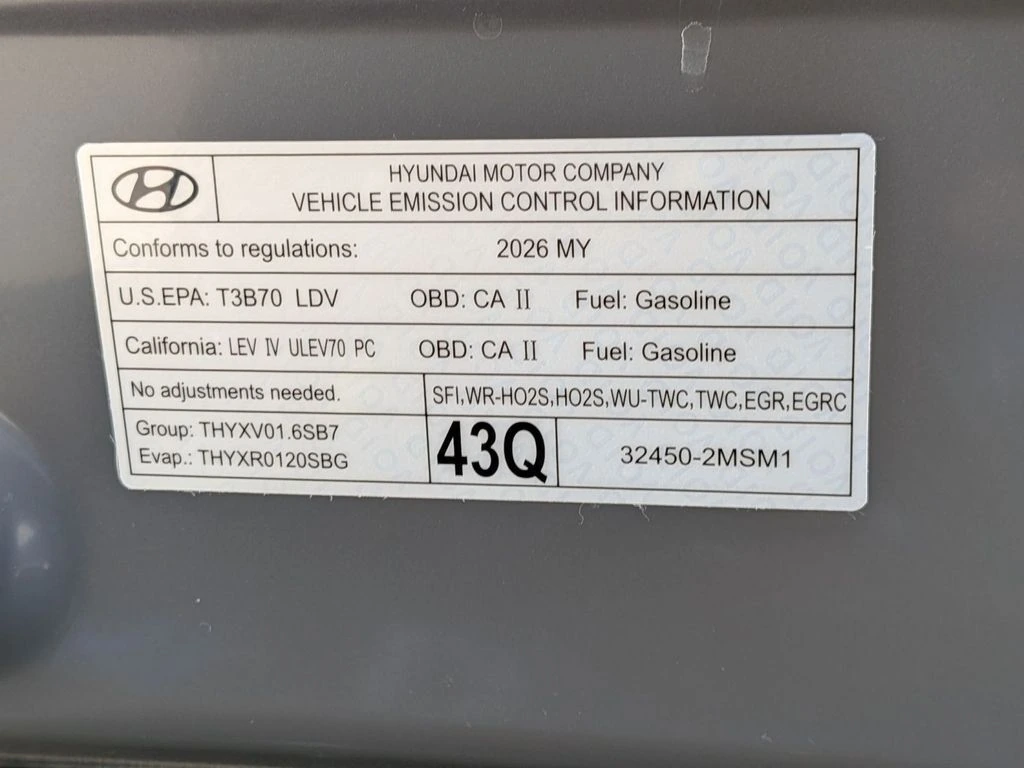 HYUNDAI MOTOR COMPANY
VEHICLE EMISSION CONTROL INFORMATION
Conforms to regulations: 2026 MY
U.S.EPA: T3B70 LDV OBD: CA II Fuel: Gasoline
California: LEV IV ULEV70 PC OBD: CA II Fuel: Gasoline
No adjustments needed. SFI,WR-HO2S,HO2S,WU-TWC,TWC,EGR,EGRC
Group: THYXV01.6SB7
Evap.: THYXR0120SBG
43Q
32450-2MSM1